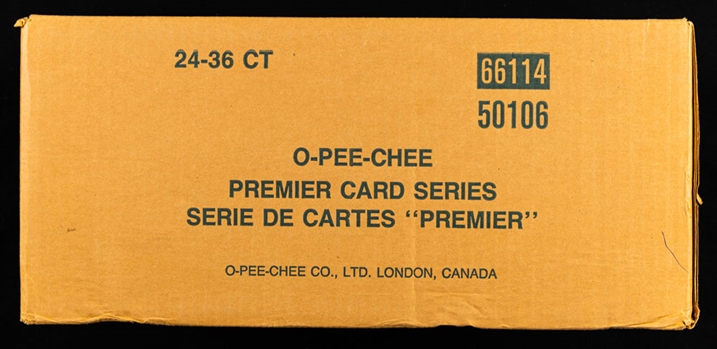 24-36 CT
66114
50106
O-PEE-CHEE
PREMIER CARD SERIES
SERIE DE CARTES "PREMIER"
O-PEE-CHEE CO., LTD. LONDON, CANADA